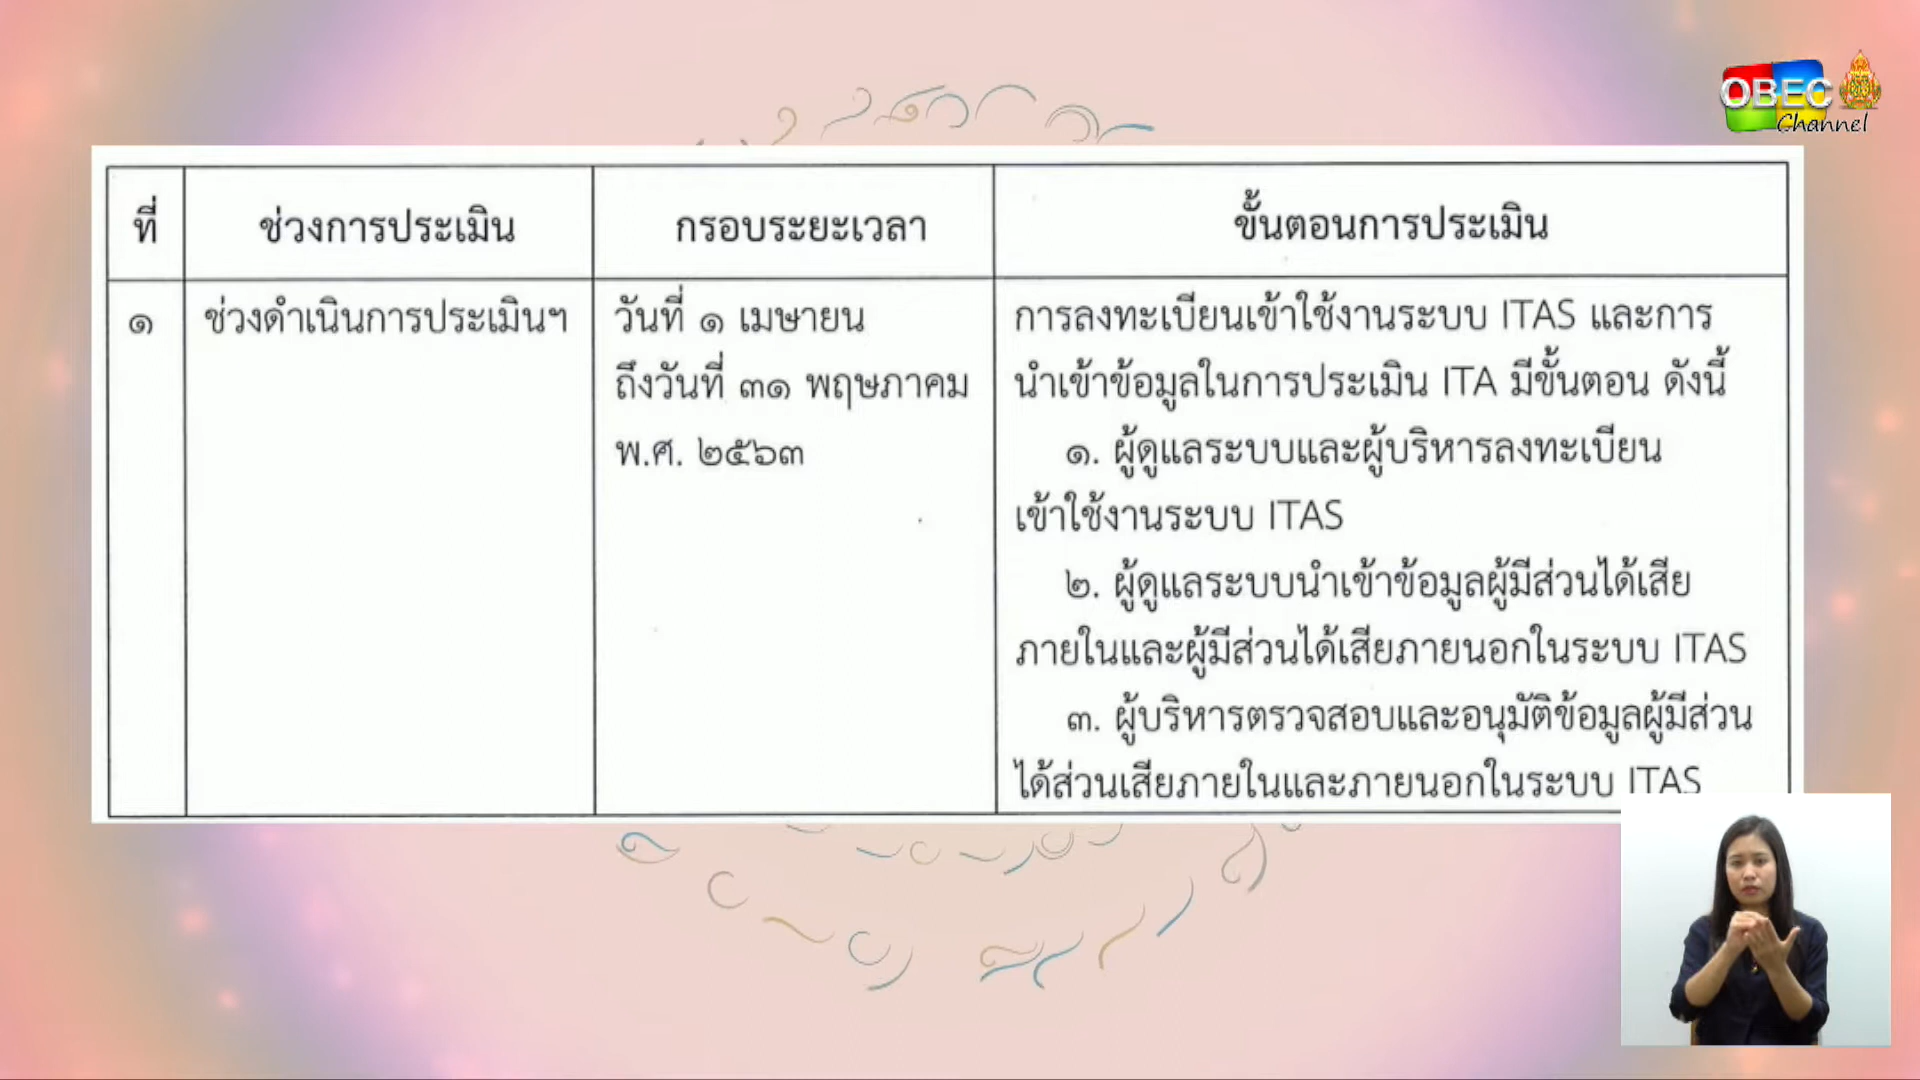 OBEC
Channel
ที่
ช่วงการประเมิน
กรอบระยะเวลา
ขั้นตอนการประเมิน
๑
ช่วงดำเนินการประเมินฯ
วันที่ ๑ เมษายน
ถึงวันที่ ๓๑ พฤษภาคม
พ.ศ. ๒๕๖๓
การลงทะเบียนเข้าใช้งานระบบ ITAS และการ
นำเข้าข้อมูลในการประเมิน ITA มีขั้นตอน ดังนี้
๑. ผู้ดูแลระบบและผู้บริหารลงทะเบียน
เข้าใช้งานระบบ ITAS
๒. ผู้ดูแลระบบนำเข้าข้อมูลผู้มีส่วนได้เสีย
ภายในและผู้มีส่วนได้เสียภายนอกในระบบ ITAS
๓. ผู้บริหารตรวจสอบและอนุมัติข้อมูลผู้มีส่วน
ได้ส่วนเสียภายในและภายนอกในระบบ ITAS